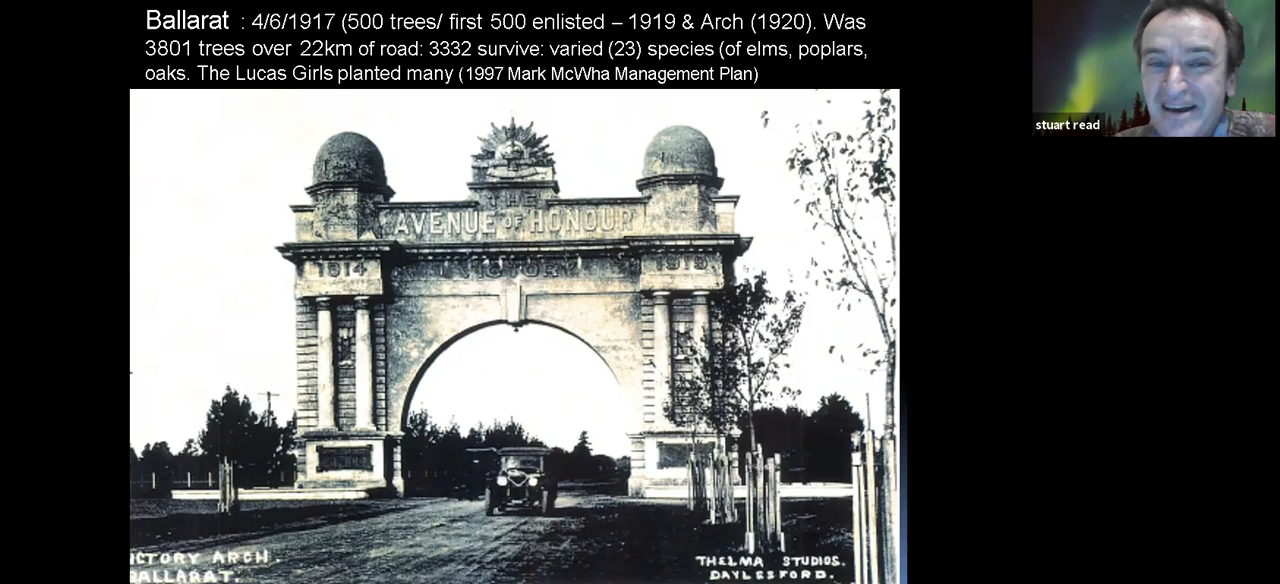 Ballarat : 4/6/1917 (500 trees/ first 500 enlisted – 1919 & Arch (1920). Was
3801 trees over 22km of road: 3332 survive: varied (23) species (of elms, poplars,
oaks. The Lucas Girls planted many (1997 Mark McWha Management Plan)
stuart read
THE
AVENUE OF HONOUR
1914 VICTORY 1919
ICTORY ARCH.
BALLARAT.
THELMA STUDIOS.
DAYLESFORD.